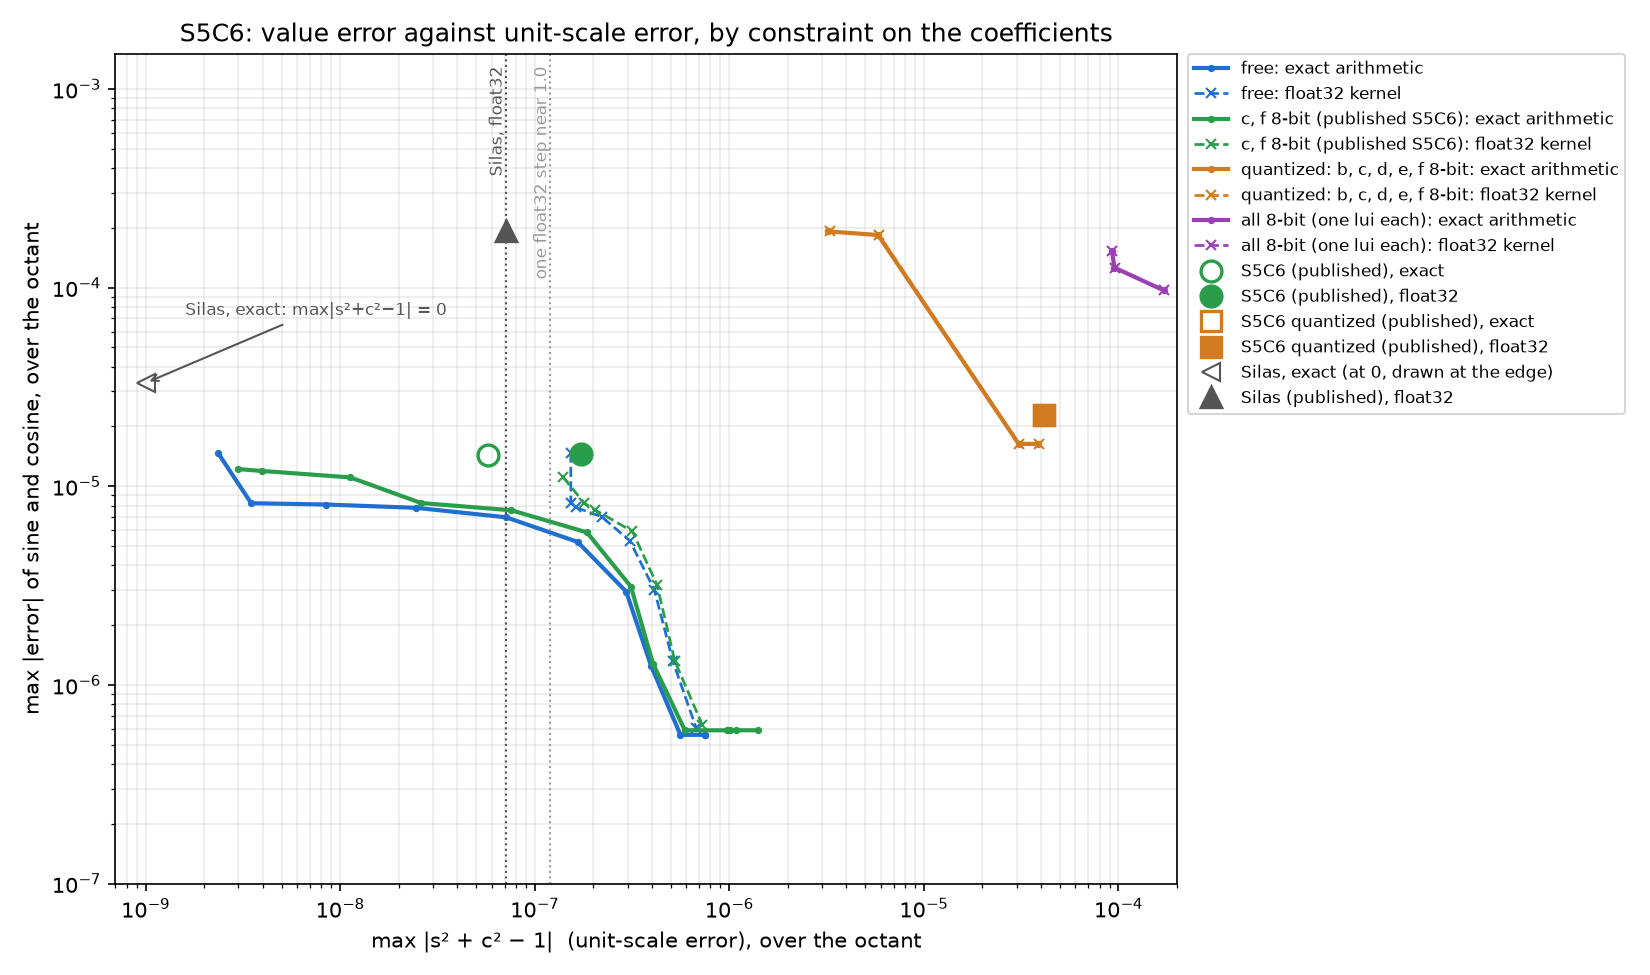 S5C6: value error against unit-scale error, by constraint on the coefficients
max |error| of sine and cosine, over the octant
10⁻³
10⁻⁴
10⁻⁵
10⁻⁶
10⁻⁷
Silas, float32
one float32 step near 1.0
Silas, exact: max|s²+c²−1| = 0
10⁻⁹
10⁻⁸
10⁻⁷
10⁻⁶
10⁻⁵
10⁻⁴
max |s² + c² − 1|  (unit-scale error), over the octant
free: exact arithmetic
free: float32 kernel
c, f 8-bit (published S5C6): exact arithmetic
c, f 8-bit (published S5C6): float32 kernel
quantized: b, c, d, e, f 8-bit: exact arithmetic
quantized: b, c, d, e, f 8-bit: float32 kernel
all 8-bit (one lui each): exact arithmetic
all 8-bit (one lui each): float32 kernel
S5C6 (published), exact
S5C6 (published), float32
S5C6 quantized (published), exact
S5C6 quantized (published), float32
Silas, exact (at 0, drawn at the edge)
Silas (published), float32